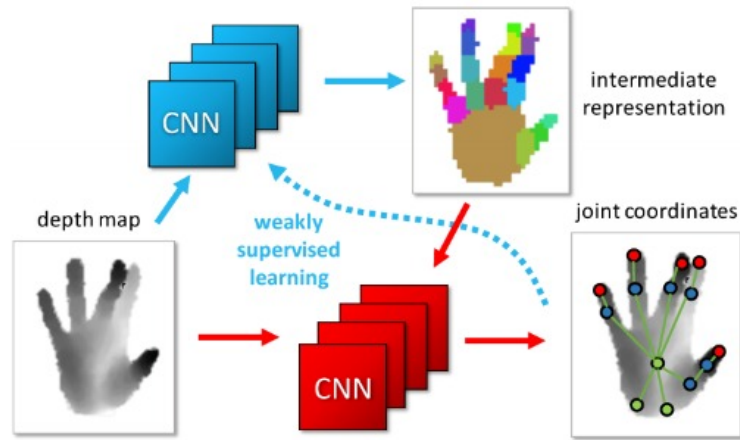 CNN
intermediate
representation
depth map
weakly
supervised
learning
joint coordinates
CNN